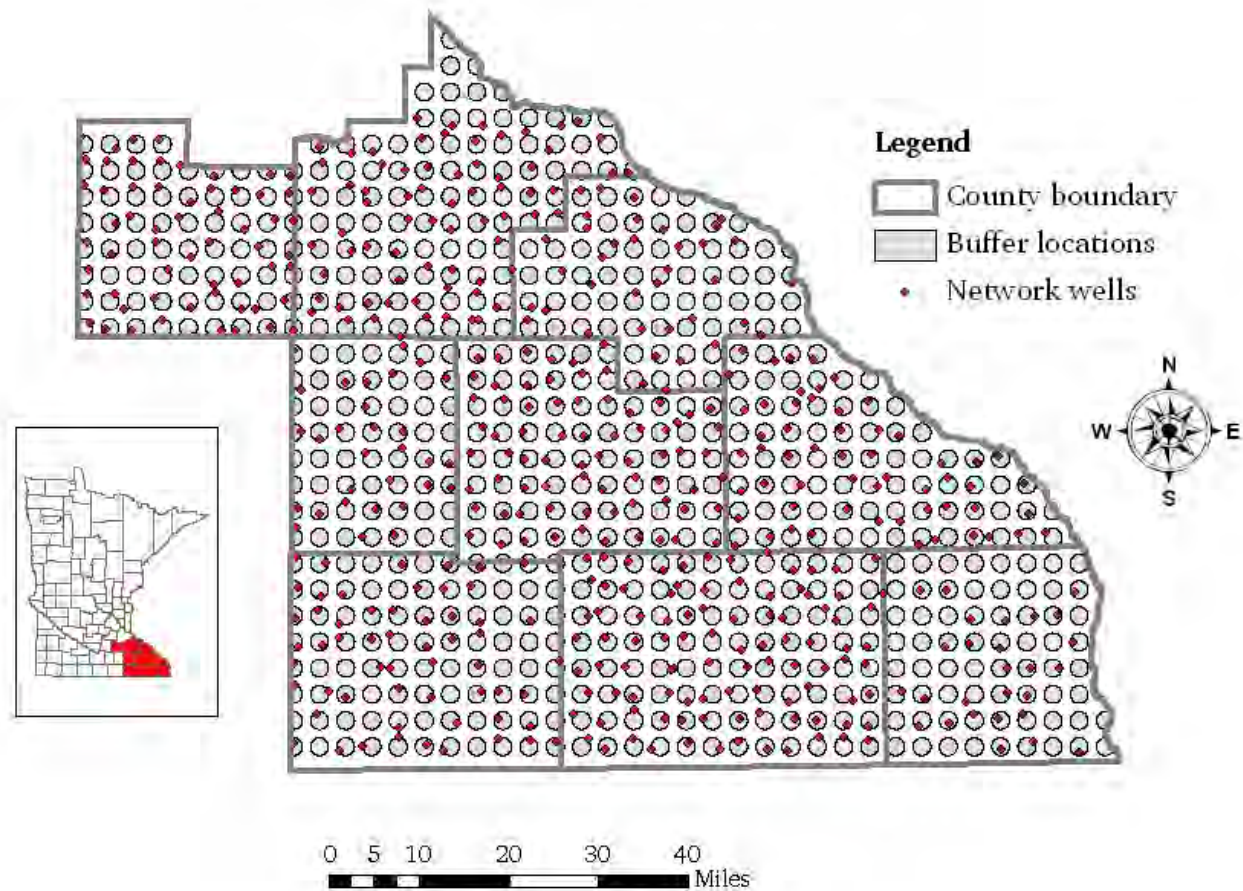 Legend
County boundary
Buffer locations
Network wells
N
W E
S
0 5 10 20 30 40
Miles